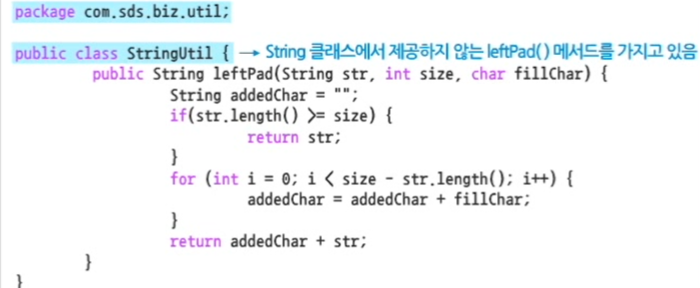 package com.sds.biz.util;
public class StringUtil { → String 클래스에서 제공하지 않는 leftPad( ) 메서드를 가지고 있음
public String leftPad(String str, int size, char fillChar) {
String addedChar = "";
if(str.length() >= size) {
return str;
}
for (int i = 0; i < size - str.length(); i++) {
addedChar = addedChar + fillChar;
}
return addedChar + str;
}
}